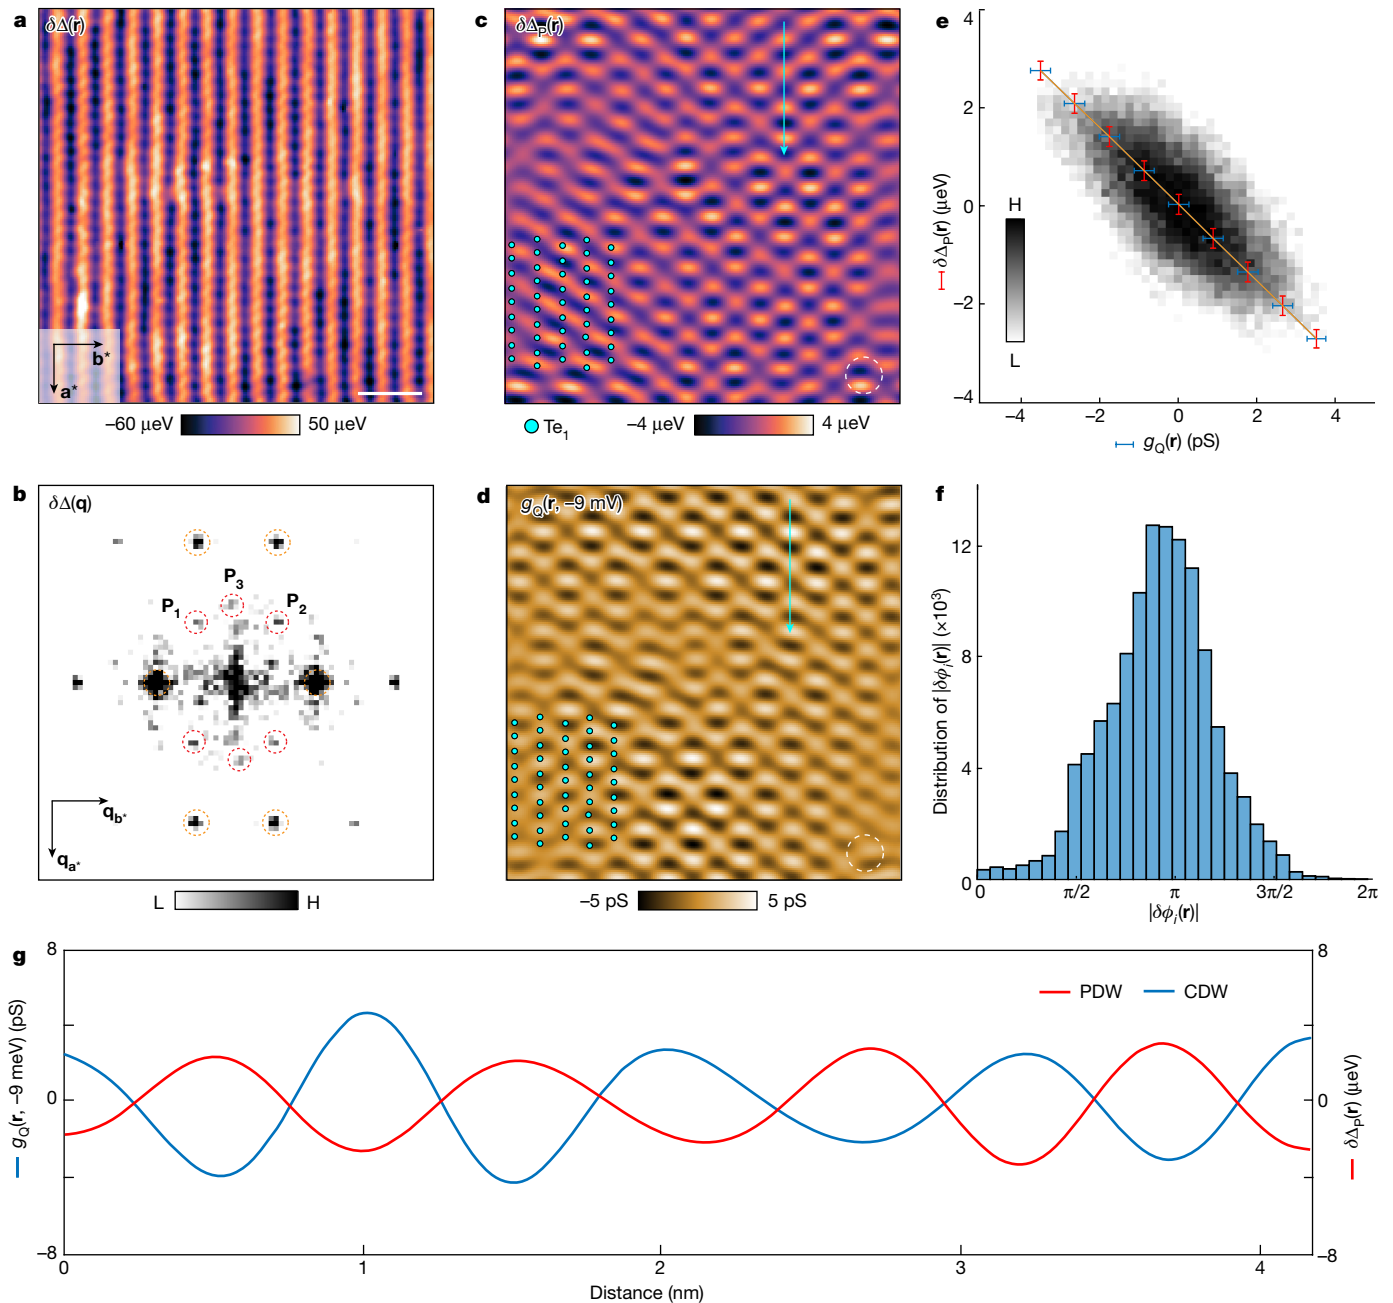 a
δΔ(r)
b*
a*
–60 μeV 50 μeV
b
δΔ(q)
P3
P1 P2
qb*
qa*
L H
c
δΔP(r)
Te1
–4 μeV 4 μeV
d
gQ(r, –9 mV)
–5 pS 5 pS
e
4
2
0
–2
–4
δΔP(r) (μeV)
H
L
–4 –2 0 2 4
gQ(r) (pS)
f
12
8
4
0
Distribution of |δϕi(r)| (×10³)
0 π/2 π 3π/2 2π
|δϕi(r)|
g
8
0
–8
gQ(r, –9 meV) (pS)
PDW CDW
8
0
–8
δΔP(r) (μeV)
0 1 2 3 4
Distance (nm)